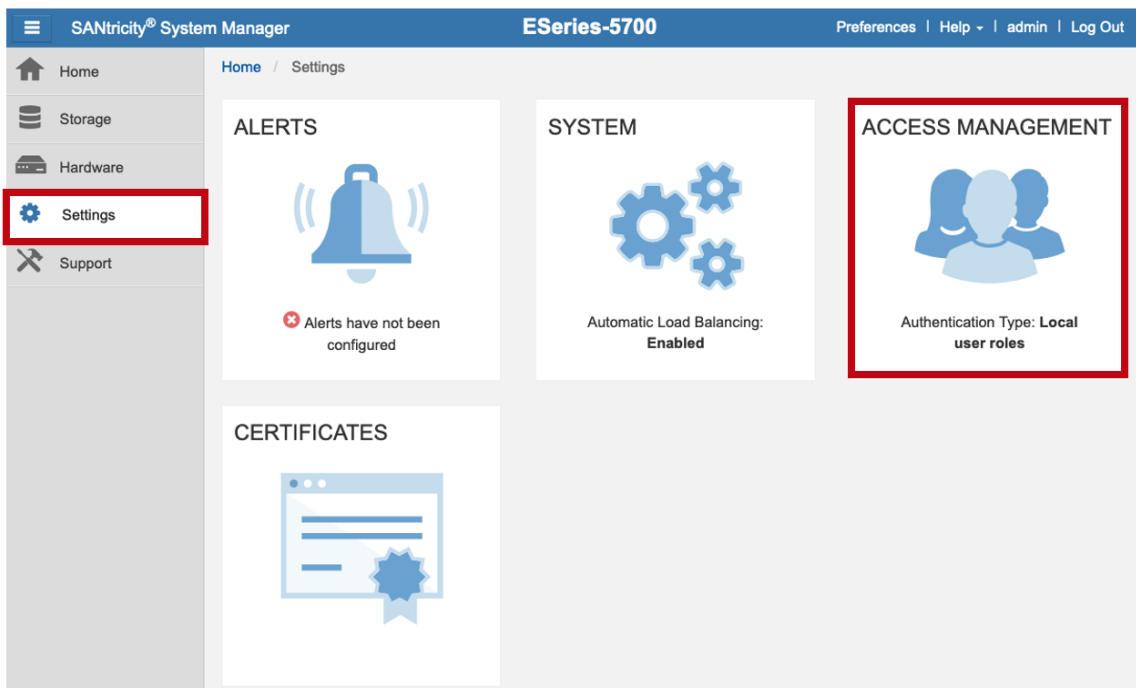 SANtricity® System Manager
ESeries-5700
Preferences | Help | admin | Log Out
Home
Storage
Hardware
Settings
Support
Home / Settings
ALERTS
Alerts have not been
configured
SYSTEM
Automatic Load Balancing:
Enabled
ACCESS MANAGEMENT
Authentication Type: Local
user roles
CERTIFICATES